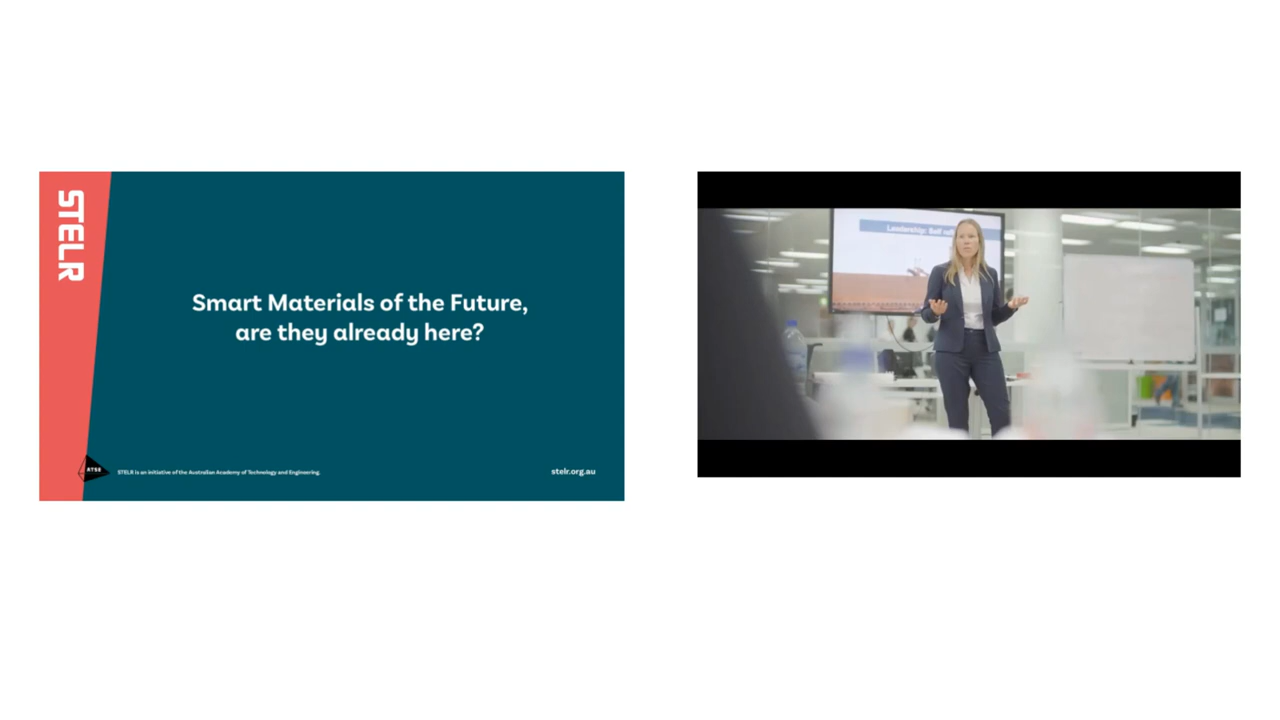 STELR
Smart Materials of the Future,
are they already here?
ATSE
STELR is an initiative of the Australian Academy of Technology and Engineering.
stelr.org.au
Leadership: Self